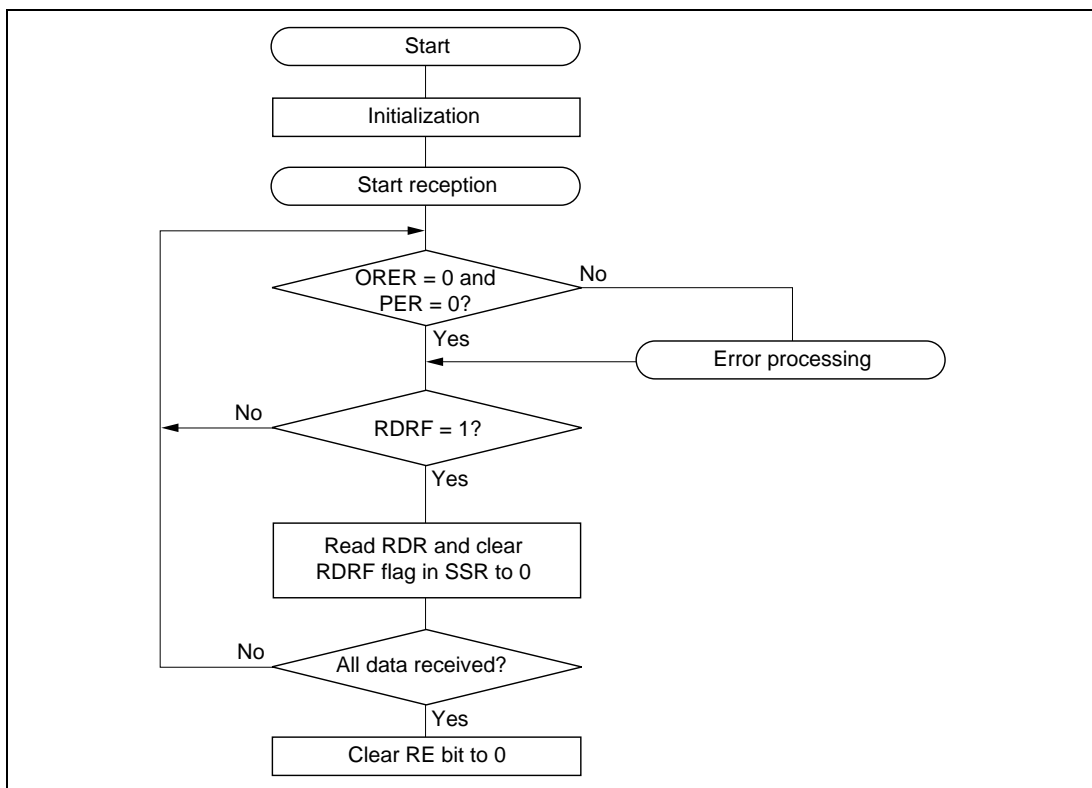 Start
Initialization
Start reception
ORER = 0 and
PER = 0?
No
Yes
Error processing
No
RDRF = 1?
Yes
Read RDR and clear
RDRF flag in SSR to 0
No
All data received?
Yes
Clear RE bit to 0